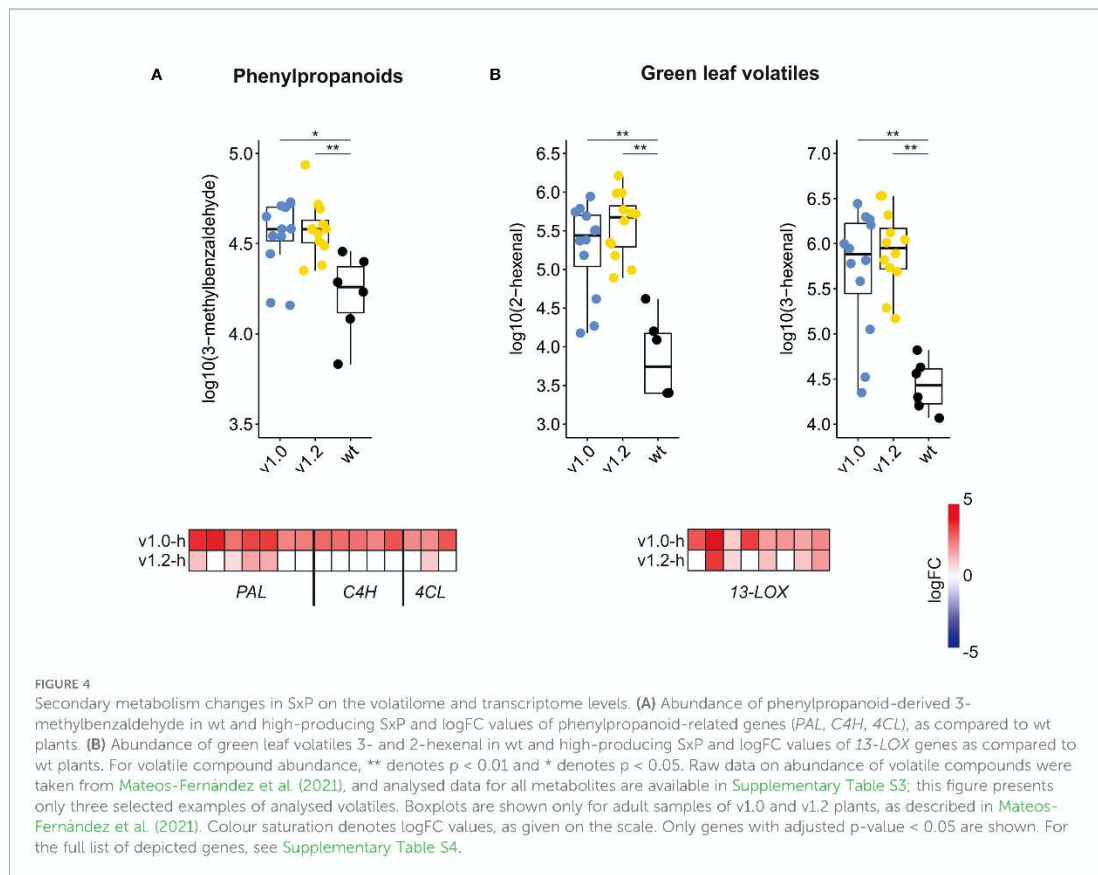 A
Phenylpropanoids
B
Green leaf volatiles
*
**
5.0
4.5
4.0
3.5
log10(3−methylbenzaldehyde)
v1.0
v1.2
wt
**
**
6.5
6.0
5.5
5.0
4.5
4.0
3.5
3.0
log10(2−hexenal)
v1.0
v1.2
wt
**
**
7.0
6.5
6.0
5.5
5.0
4.5
4.0
log10(3−hexenal)
v1.0
v1.2
wt
v1.0-h
v1.2-h
PAL
C4H
4CL
v1.0-h
v1.2-h
13-LOX
5
0
-5
logFC
FIGURE 4
Secondary metabolism changes in SxP on the volatilome and transcriptome levels. (A) Abundance of phenylpropanoid-derived 3-
methylbenzaldehyde in wt and high-producing SxP and logFC values of phenylpropanoid-related genes (PAL, C4H, 4CL), as compared to wt
plants. (B) Abundance of green leaf volatiles 3- and 2-hexenal in wt and high-producing SxP and logFC values of 13-LOX genes as compared to
wt plants. For volatile compound abundance, ** denotes p < 0.01 and * denotes p < 0.05. Raw data on abundance of volatile compounds were
taken from Mateos-Fernández et al. (2021), and analysed data for all metabolites are available in Supplementary Table S3; this figure presents
only three selected examples of analysed volatiles. Boxplots are shown only for adult samples of v1.0 and v1.2 plants, as described in Mateos-
Fernández et al. (2021). Colour saturation denotes logFC values, as given on the scale. Only genes with adjusted p-value < 0.05 are shown. For
the full list of depicted genes, see Supplementary Table S4.